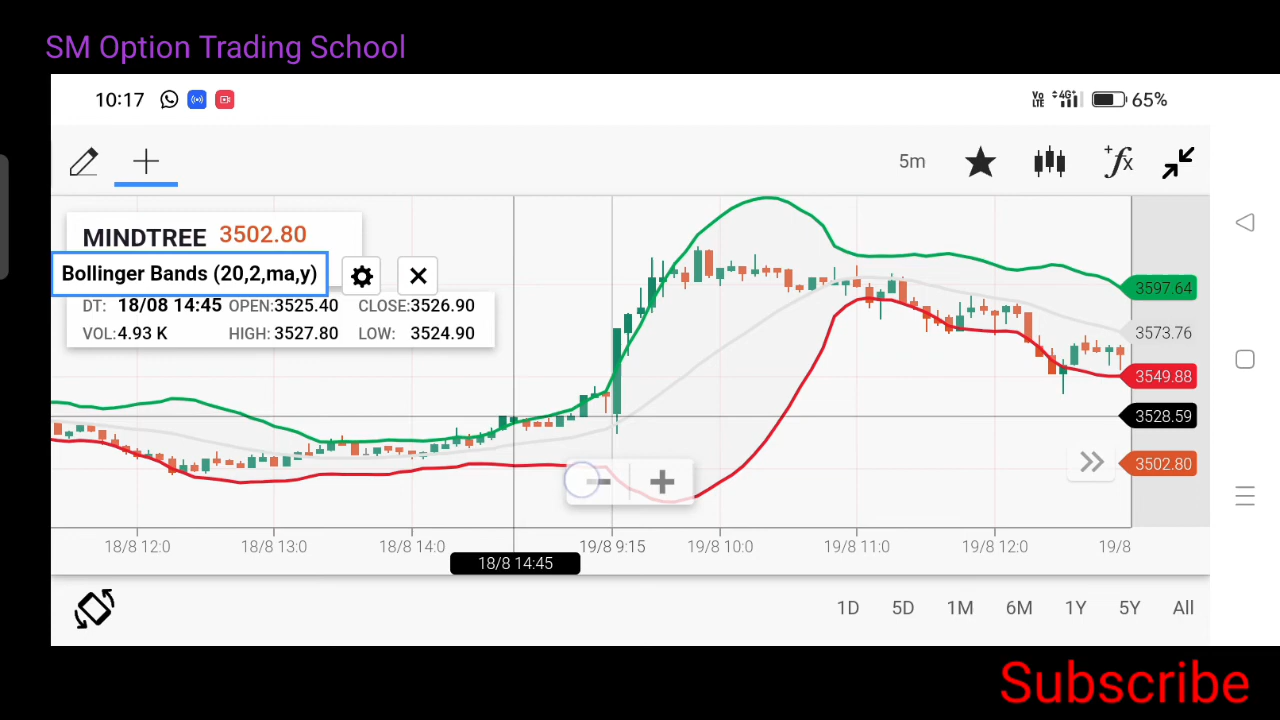 SM Option Trading School
10:17 Vo LTE 4G+ 65%
5m +fx
MINDTREE 3502.80
Bollinger Bands (20,2,ma,y)
DT: 18/08 14:45 OPEN:3525.40 CLOSE:3526.90
VOL:4.93 K HIGH: 3527.80 LOW: 3524.90
3597.64
3573.76
3549.88
3528.59
3502.80
18/8 12:0 18/8 13:0 18/8 14:0 19/8 9:15 19/8 10:0 19/8 11:0 19/8 12:0 19/8
18/8 14:45
1D 5D 1M 6M 1Y 5Y All
Subscribe